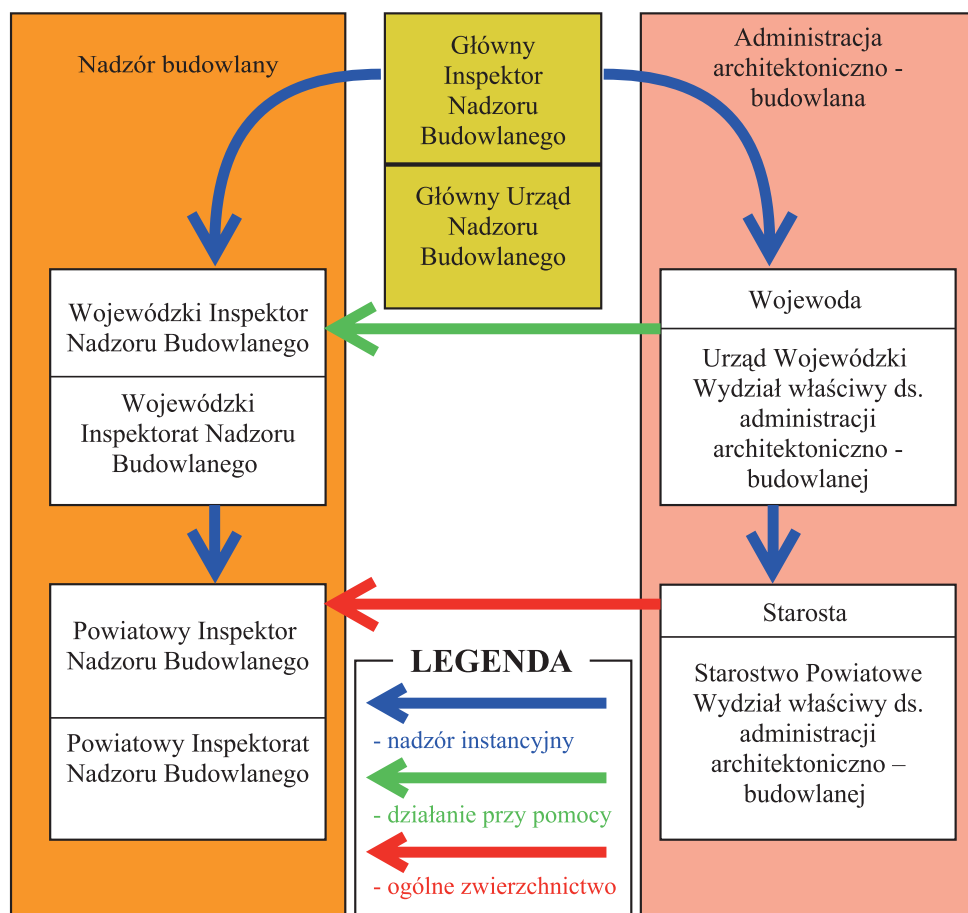 Nadzór budowlany
Główny
Inspektor
Nadzoru
Budowlanego
Główny Urząd
Nadzoru
Budowlanego
Administracja
architektoniczno -
budowlana
Wojewódzki Inspektor
Nadzoru Budowlanego
Wojewódzki
Inspektorat Nadzoru
Budowlanego
Wojewoda
Urząd Wojewódzki
Wydział właściwy ds.
administracji
architektoniczno -
budowlanej
Powiatowy Inspektor
Nadzoru Budowlanego
Powiatowy Inspektorat
Nadzoru Budowlanego
Starosta
Starostwo Powiatowe
Wydział właściwy ds.
administracji
architektoniczno –
budowlanej
LEGENDA
- nadzór instancyjny
- działanie przy pomocy
- ogólne zwierzchnictwo